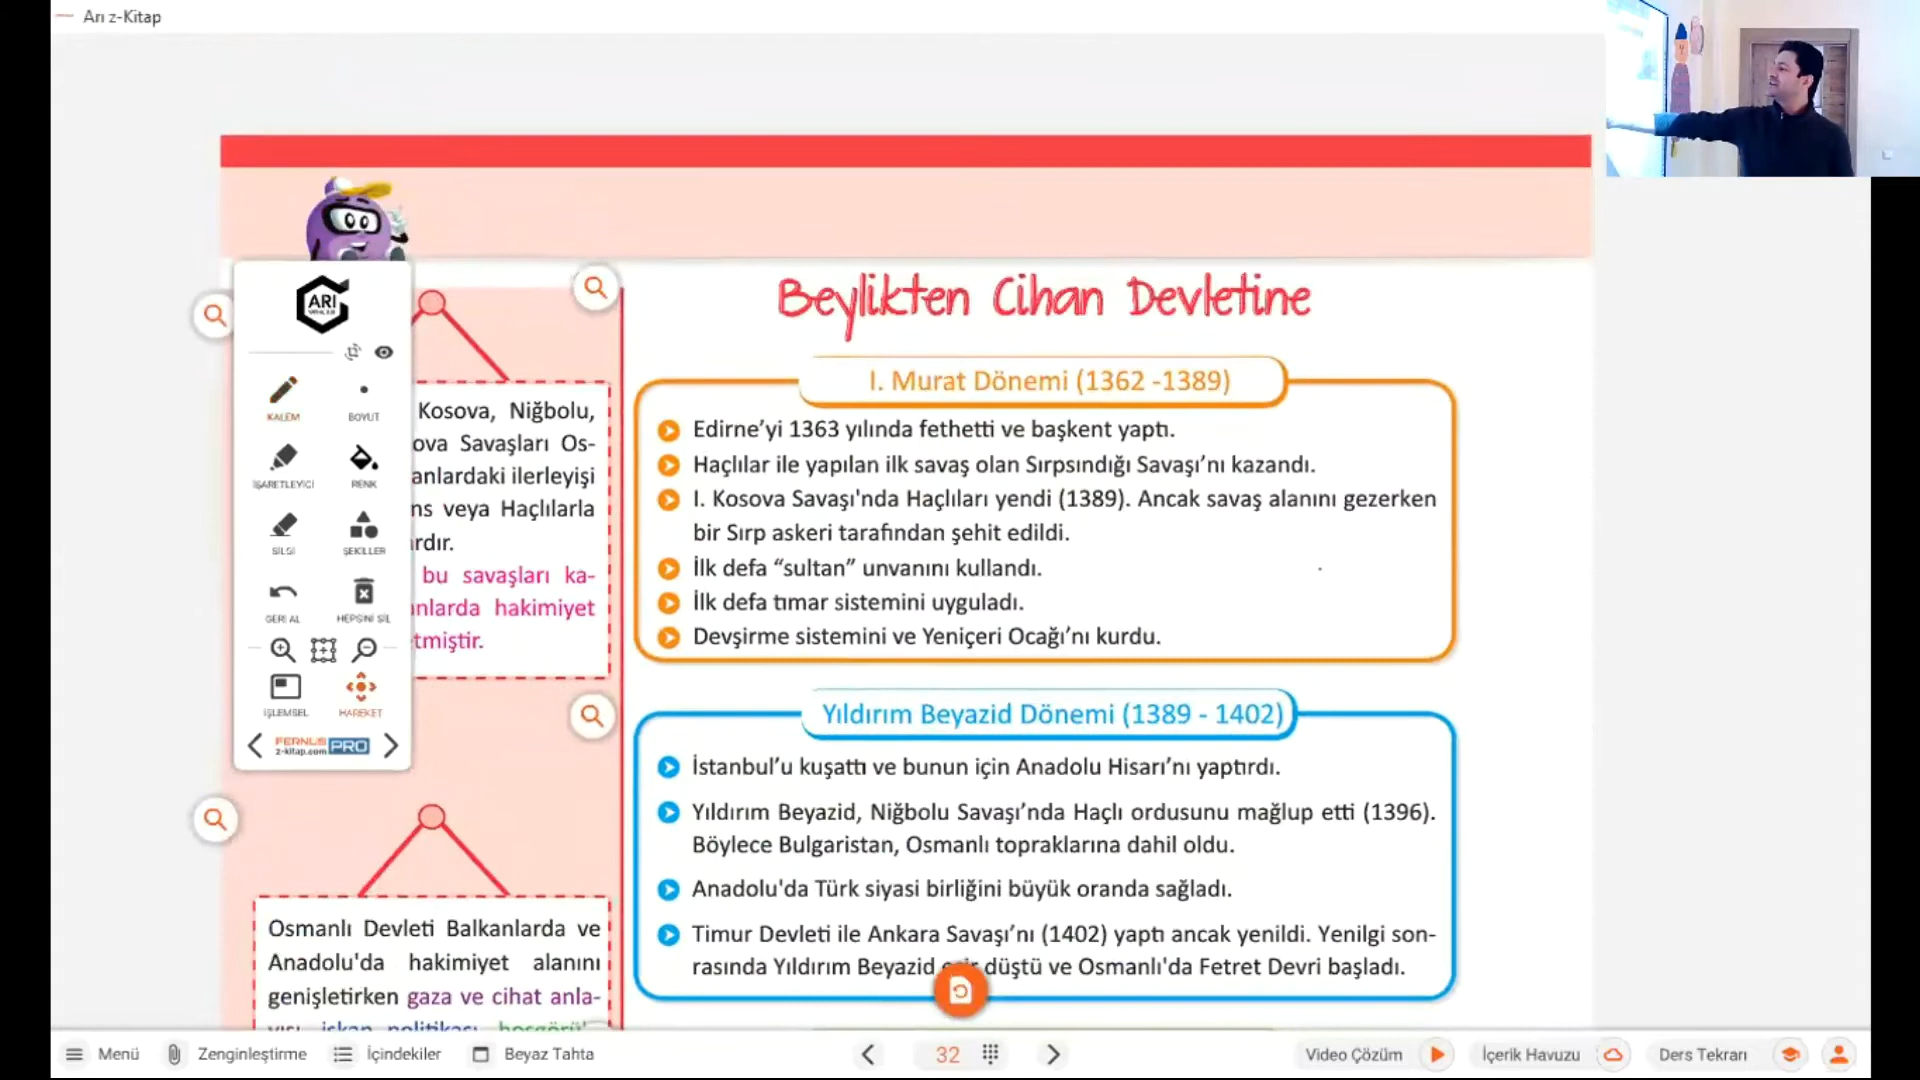 Arı z-Kitap
Beylikten Cihan Devletine
ARI
KALEM
BOYUT
Kosova, Niğbolu,
ova Savaşları Os-
İŞARETLEYİCİ
RENK
anlardaki ilerleyişi
ns veya Haçlılarla
SİLGİ
ŞEKİLLER
rdır.
bu savaşları ka-
nlarda hakimiyet
tmiştir.
GERİ AL
HEPSİNİ SİL
İŞLEMSEL
HAREKET
FERNUS
z-kitap.com PRO
I. Murat Dönemi (1362 -1389)
Edirne’yi 1363 yılında fethetti ve başkent yaptı.
Haçlılar ile yapılan ilk savaş olan Sırpsındığı Savaşı’nı kazandı.
I. Kosova Savaşı'nda Haçlıları yendi (1389). Ancak savaş alanını gezerken
bir Sırp askeri tarafından şehit edildi.
İlk defa “sultan” unvanını kullandı.
İlk defa tımar sistemini uyguladı.
Devşirme sistemini ve Yeniçeri Ocağı’nı kurdu.
Yıldırım Beyazid Dönemi (1389 - 1402)
İstanbul’u kuşattı ve bunun için Anadolu Hisarı’nı yaptırdı.
Yıldırım Beyazid, Niğbolu Savaşı’nda Haçlı ordusunu mağlup etti (1396).
Böylece Bulgaristan, Osmanlı topraklarına dahil oldu.
Anadolu'da Türk siyasi birliğini büyük oranda sağladı.
Timur Devleti ile Ankara Savaşı’nı (1402) yaptı ancak yenildi. Yenilgi son-
rasında Yıldırım Beyazid düştü ve Osmanlı'da Fetret Devri başladı.
Osmanlı Devleti Balkanlarda ve
Anadolu'da hakimiyet alanını
genişletirken gaza ve cihat anla-
Menü
Zenginleştirme
İçindekiler
Beyaz Tahta
32
Video Çözüm
İçerik Havuzu
Ders Tekrarı